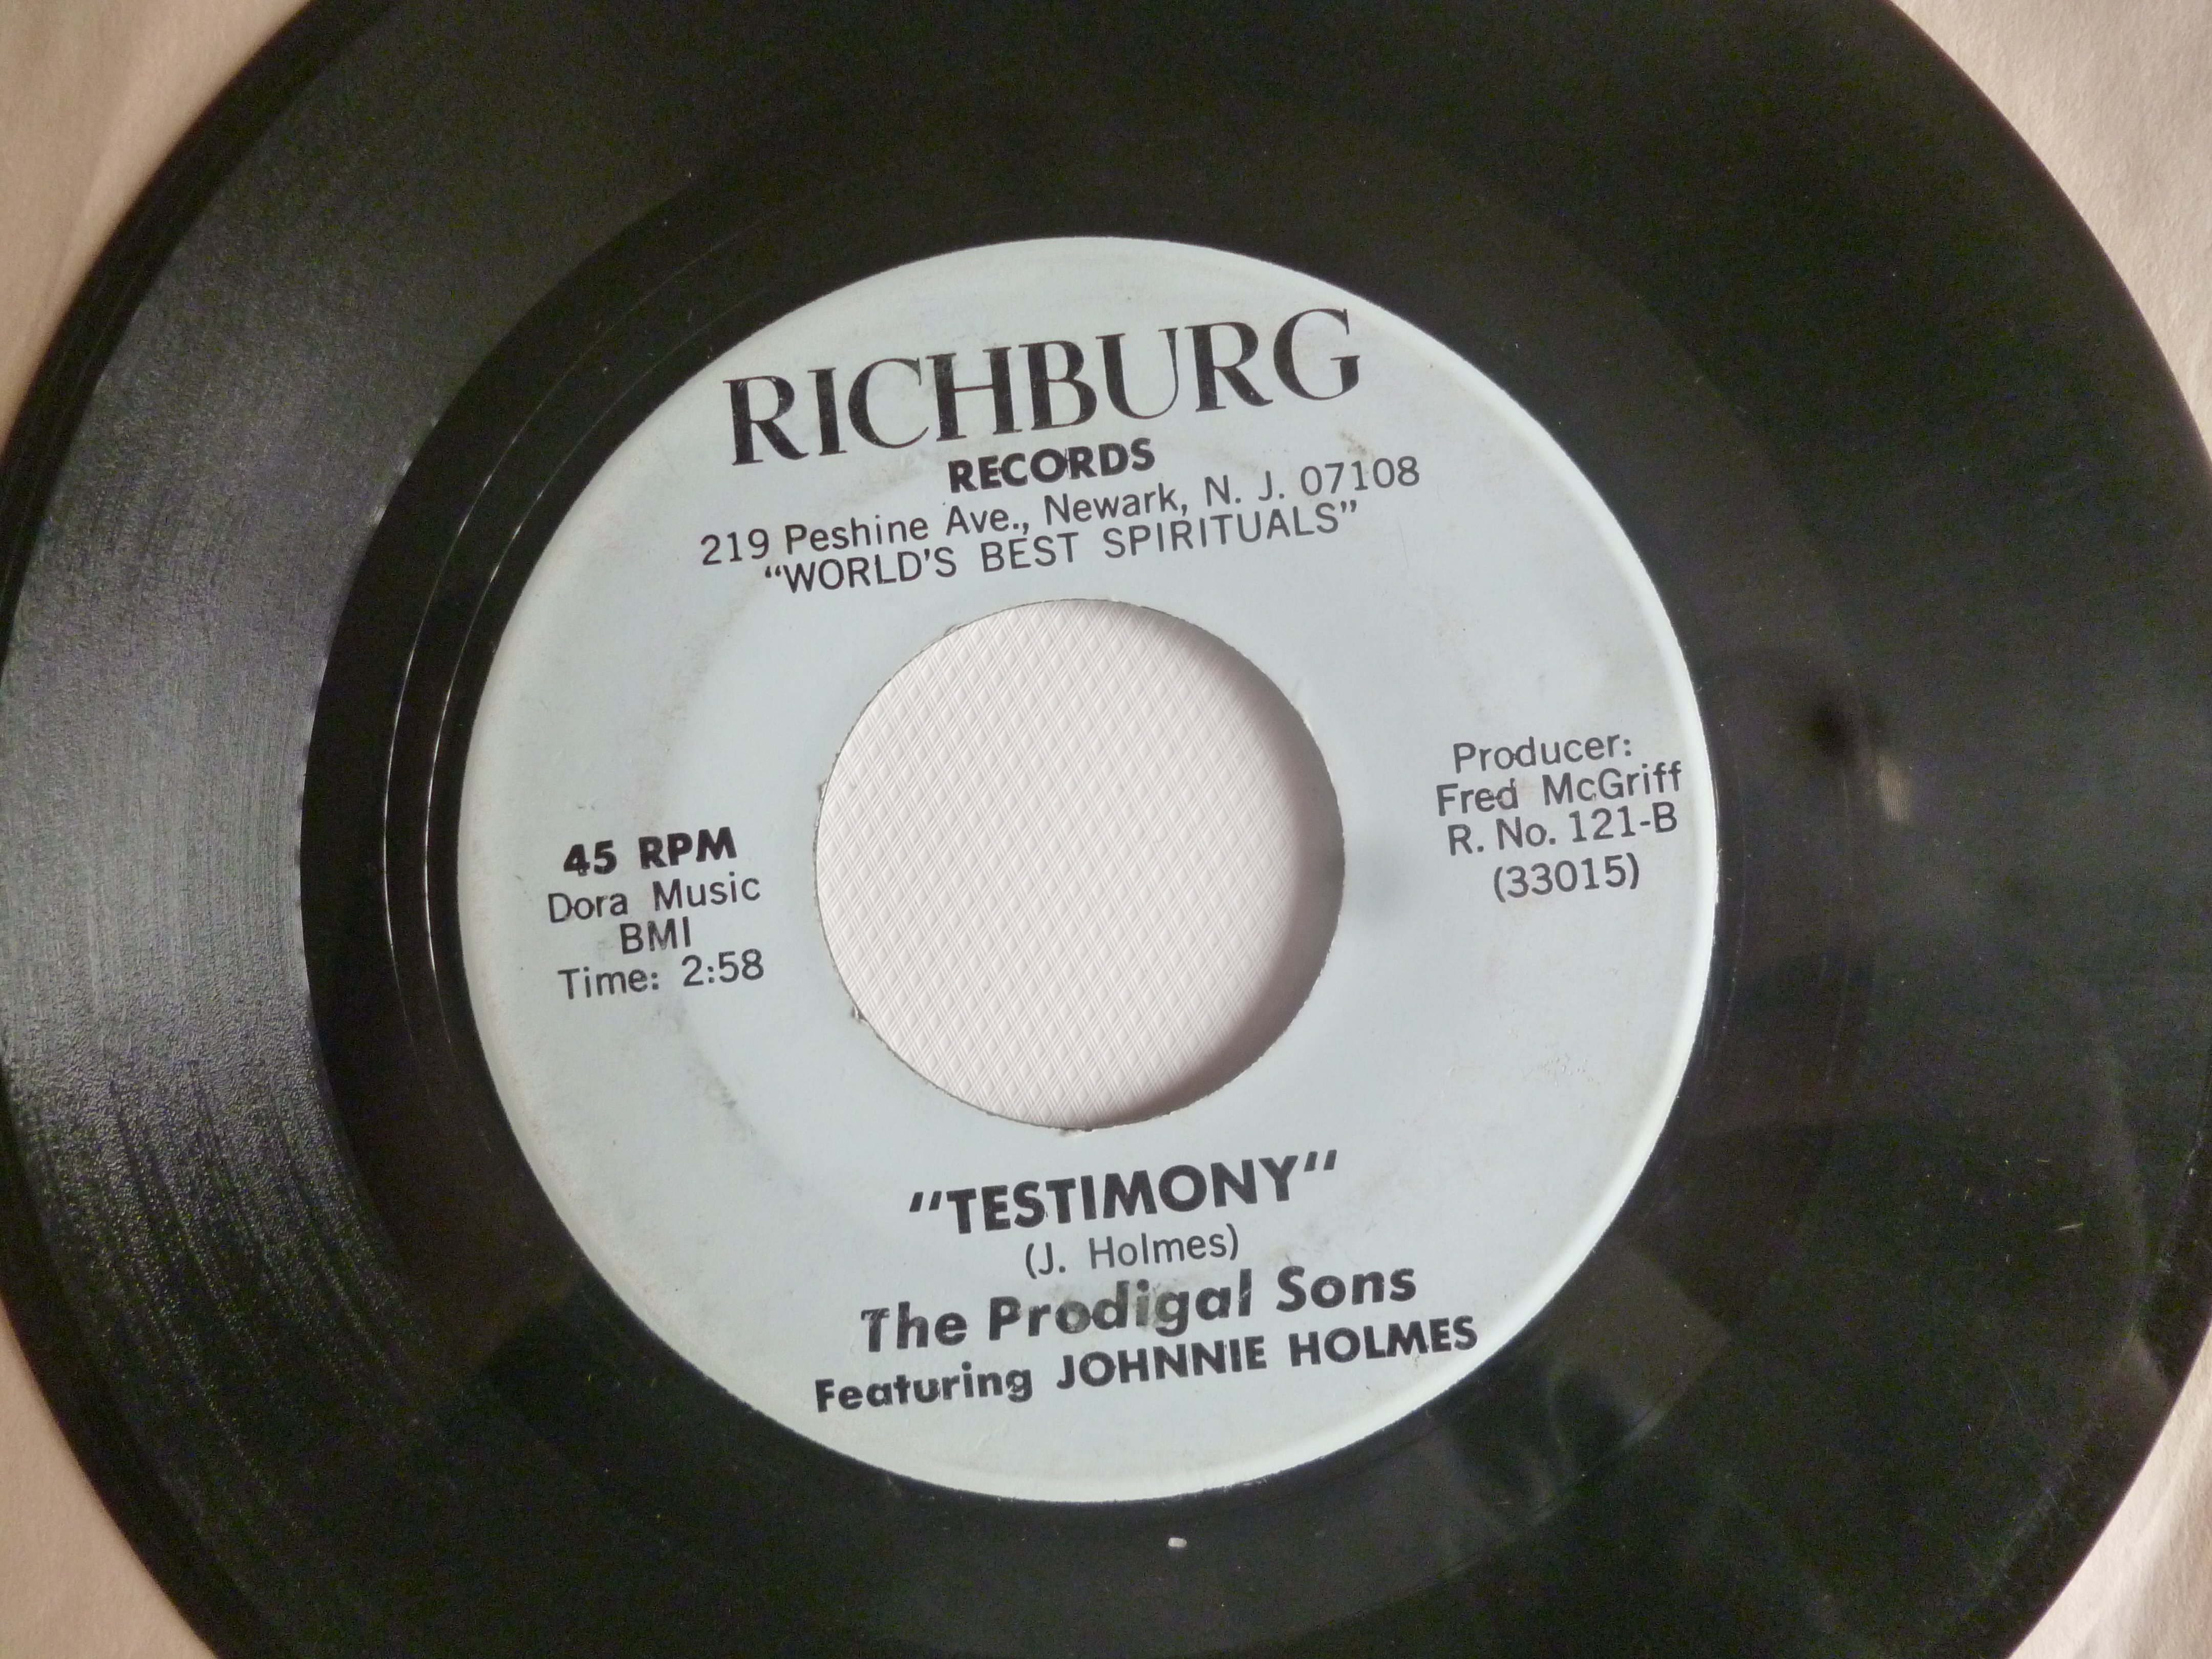 RICHBURG
RECORDS
219 Peshine Ave., Newark, N. J. 07108
“WORLD'S BEST SPIRITUALS”
45 RPM
Dora Music
BMI
Time: 2:58
Producer:
Fred McGriff
R. No. 121-B
(33015)
"TESTIMONY"
(J. Holmes)
The Prodigal Sons
Featuring JOHNNIE HOLMES